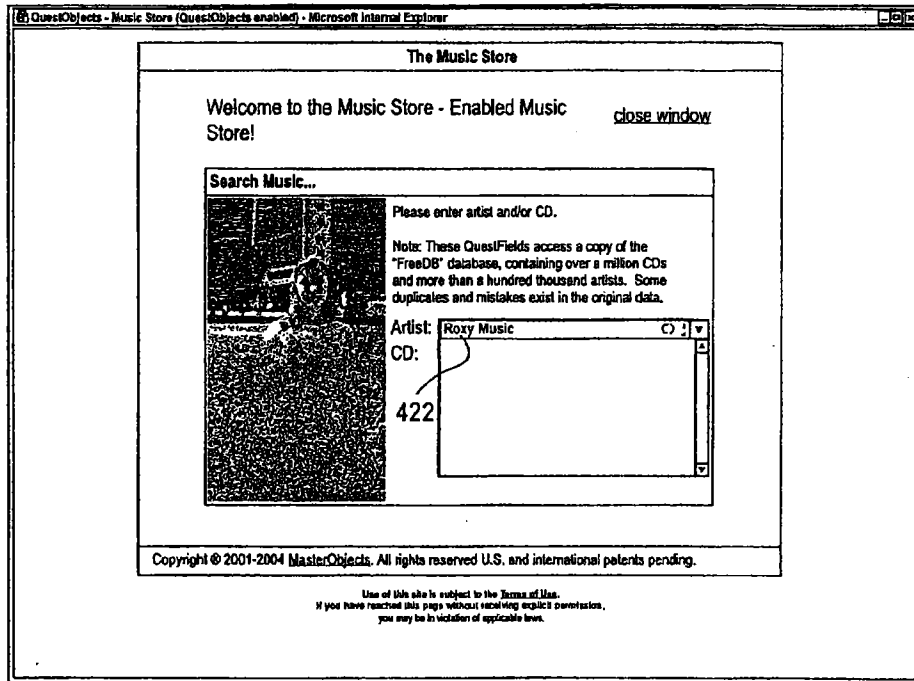 QuestObjects - Music Store (QuestObjects enabled) - Microsoft Internal Explorer
The Music Store
Welcome to the Music Store - Enabled Music
Store!
close window
Search Music...
Please enter artist and/or CD.
Note: These QuestFields access a copy of the
"FreeDB" database, containing over a million CDs
and more than a hundred thousand artists. Some
duplicates and mistakes exist in the original data.
Artist: Roxy Music
CD:
422
Copyright © 2001-2004 MasterObjects. All rights reserved U.S. and international patents pending.
Use of this site is subject to the Terms of Use.
If you have reached this page without receiving explicit permission,
you may be in violation of applicable laws.